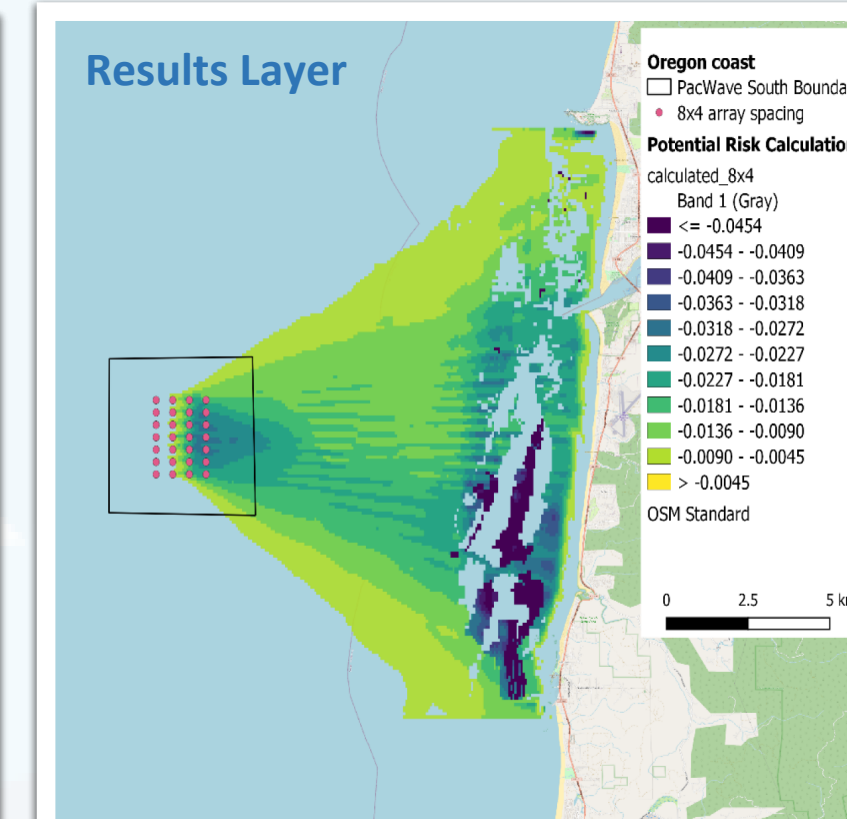 Results Layer
Oregon coast
PacWave South Bounda
8x4 array spacing
Potential Risk Calculation
calculated_8x4
Band 1 (Gray)
<= -0.0454
-0.0454 - -0.0409
-0.0409 - -0.0363
-0.0363 - -0.0318
-0.0318 - -0.0272
-0.0272 - -0.0227
-0.0227 - -0.0181
-0.0181 - -0.0136
-0.0136 - -0.0090
-0.0090 - -0.0045
> -0.0045
OSM Standard
0 2.5 5 k